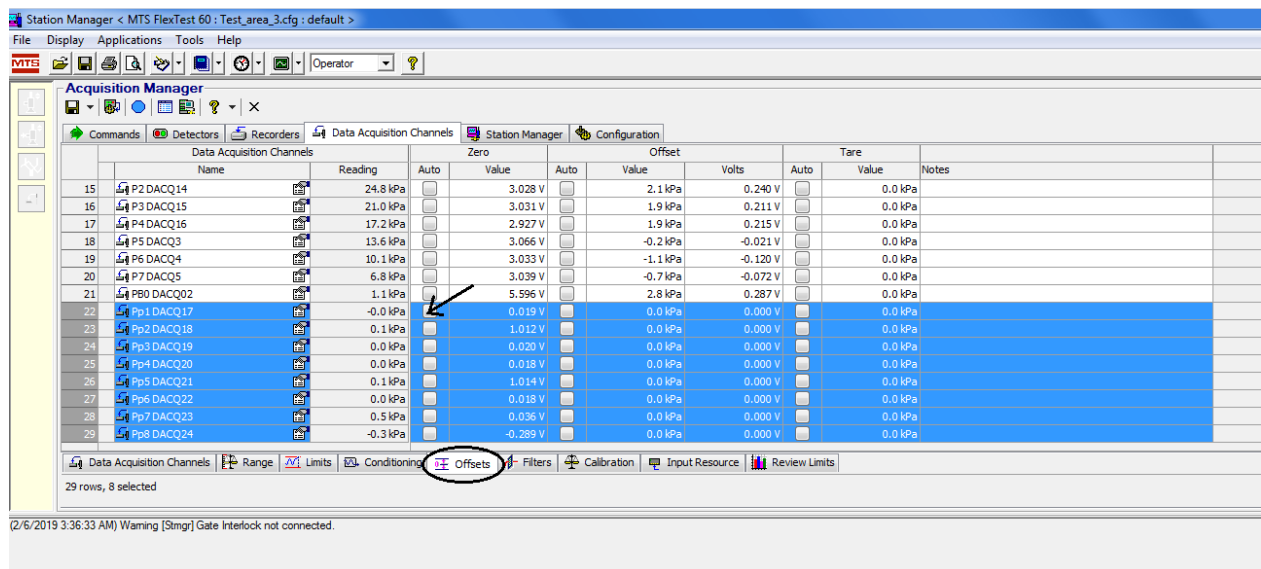 Station Manager < MTS FlexTest 60 : Test_area_3.cfg : default >
File Display Applications Tools Help
MTS Operator
Acquisition Manager
Commands Detectors Recorders Data Acquisition Channels Station Manager Configuration
Data Acquisition Channels Zero Offset Tare
Name Reading Auto Value Auto Value Volts Auto Value Notes
15 P2 DACQ14 24.8 kPa 3.028 V 2.1 kPa 0.240 V 0.0 kPa
16 P3 DACQ15 21.0 kPa 3.031 V 1.9 kPa 0.211 V 0.0 kPa
17 P4 DACQ16 17.2 kPa 2.927 V 1.9 kPa 0.215 V 0.0 kPa
18 P5 DACQ3 13.6 kPa 3.066 V -0.2 kPa -0.021 V 0.0 kPa
19 P6 DACQ4 10.1 kPa 3.033 V -1.1 kPa -0.120 V 0.0 kPa
20 P7 DACQ5 6.8 kPa 3.039 V -0.7 kPa -0.072 V 0.0 kPa
21 PB0 DACQ02 1.1 kPa 5.596 V 2.8 kPa 0.287 V 0.0 kPa
22 Pp1 DACQ17 -0.0 kPa 0.019 V 0.0 kPa 0.000 V 0.0 kPa
23 Pp2 DACQ18 0.1 kPa 1.012 V 0.0 kPa 0.000 V 0.0 kPa
24 Pp3 DACQ19 0.0 kPa 0.020 V 0.0 kPa 0.000 V 0.0 kPa
25 Pp4 DACQ20 0.0 kPa 0.018 V 0.0 kPa 0.000 V 0.0 kPa
26 Pp5 DACQ21 0.1 kPa 1.014 V 0.0 kPa 0.000 V 0.0 kPa
27 Pp6 DACQ22 0.0 kPa 0.018 V 0.0 kPa 0.000 V 0.0 kPa
28 Pp7 DACQ23 0.5 kPa 0.036 V 0.0 kPa 0.000 V 0.0 kPa
29 Pp8 DACQ24 -0.3 kPa -0.289 V 0.0 kPa 0.000 V 0.0 kPa
Data Acquisition Channels Range Limits Conditioning Offsets Filters Calibration Input Resource Review Limits
29 rows, 8 selected
(2/6/2019 3:36:33 AM) Warning [Stmgr] Gate Interlock not connected.